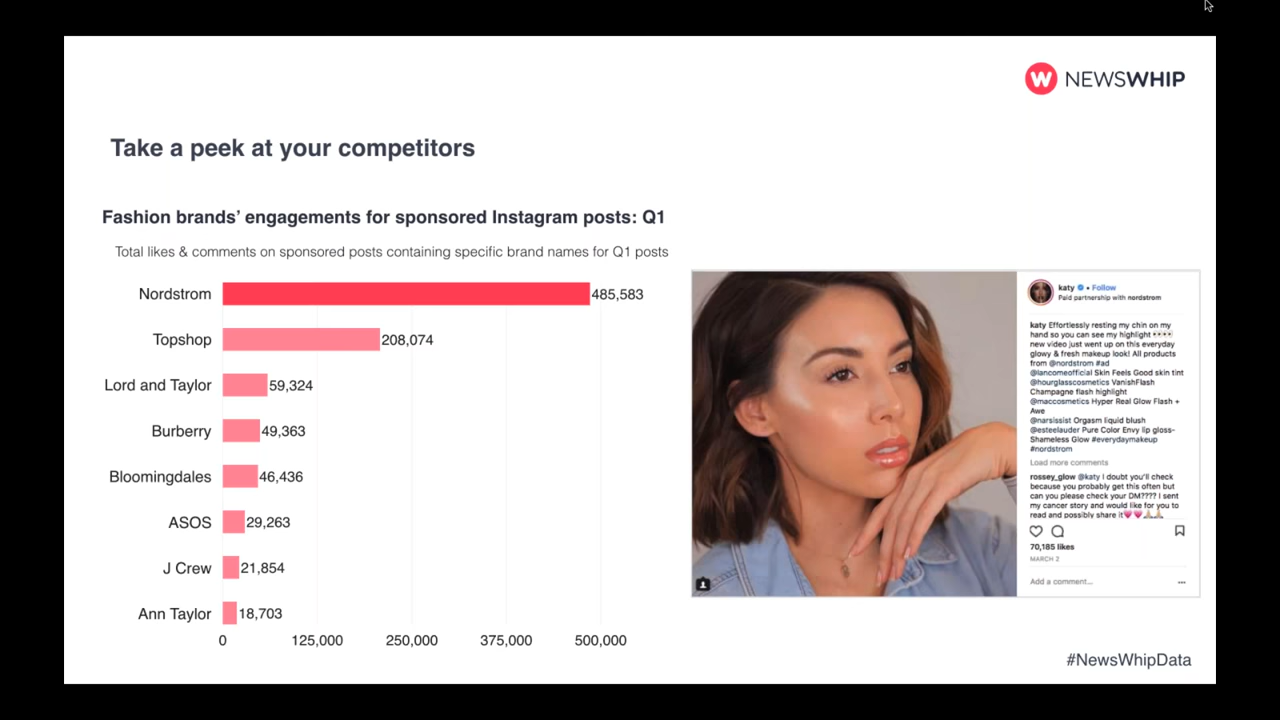 NEWSWHIP
Take a peek at your competitors
Fashion brands’ engagements for sponsored Instagram posts: Q1
Total likes & comments on sponsored posts containing specific brand names for Q1 posts
Nordstrom 485,583
Topshop 208,074
Lord and Taylor 59,324
Burberry 49,363
Bloomingdales 46,436
ASOS 29,263
J Crew 21,854
Ann Taylor 18,703
0 125,000 250,000 375,000 500,000
katy • Follow
Paid partnership with nordstrom
katy Effortlessly resting my chin on my
hand so you can see my highlight 👀👀
new video just went up on this everyday
glowy & fresh makeup look! All products
from @nordstrom #ad
@lancomeofficial Skin Feels Good skin tint
@hourglasscosmetics VanishFlash
Champagne flash highlight
@maccosmetics Hyper Real Glow Flash +
Awe
@narsissist Orgasm liquid blush
@esteelauder Pure Color Envy lip gloss-
Shameless Glow #everydaymakeup
#nordstrom
Load more comments
rossey_glow @katy I doubt you'll check
because you probably get this often but
can you please check your DM???? I sent
my cancer story and would like for you to
read and possibly share it💗💗🙏🏼🙏🏼
70,185 likes
MARCH 2
Add a comment...
#NewsWhipData